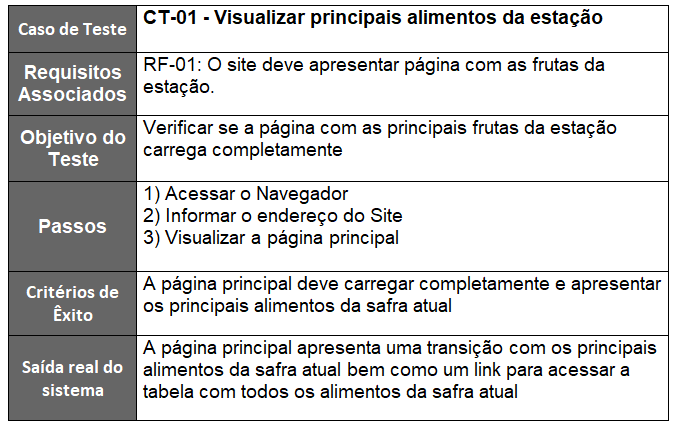 Caso de Teste
CT-01 - Visualizar principais alimentos da estação
Requisitos
Associados
RF-01: O site deve apresentar página com as frutas da
estação.
Objetivo do
Teste
Verificar se a página com as principais frutas da estação
carrega completamente
Passos
1) Acessar o Navegador
2) Informar o endereço do Site
3) Visualizar a página principal
Critérios de
Êxito
A página principal deve carregar completamente e apresentar
os principais alimentos da safra atual
Saída real do
sistema
A página principal apresenta uma transição com os principais
alimentos da safra atual bem como um link para acessar a
tabela com todos os alimentos da safra atual